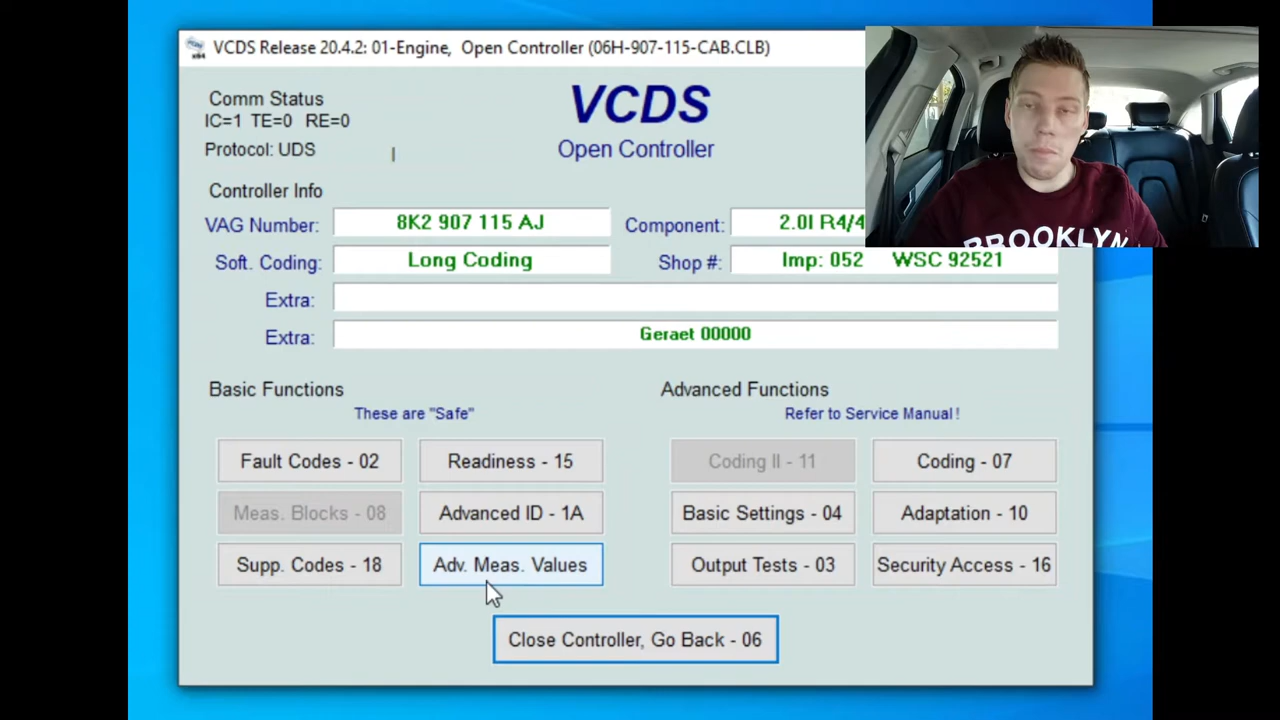 VCDS Release 20.4.2: 01-Engine, Open Controller (06H-907-115-CAB.CLB)
Comm Status
IC=1 TE=0 RE=0
Protocol: UDS
VCDS
Open Controller
Controller Info
VAG Number: 8K2 907 115 AJ Component: 2.0l R4/4
Soft. Coding: Long Coding Shop #: Imp: 052 WSC 92521
Extra:
Extra: Geraet 00000
Basic Functions
These are "Safe"
Advanced Functions
Refer to Service Manual!
Fault Codes - 02 Readiness - 15 Coding II - 11 Coding - 07
Meas. Blocks - 08 Advanced ID - 1A Basic Settings - 04 Adaptation - 10
Supp. Codes - 18 Adv. Meas. Values Output Tests - 03 Security Access - 16
Close Controller, Go Back - 06
BROOKLYN